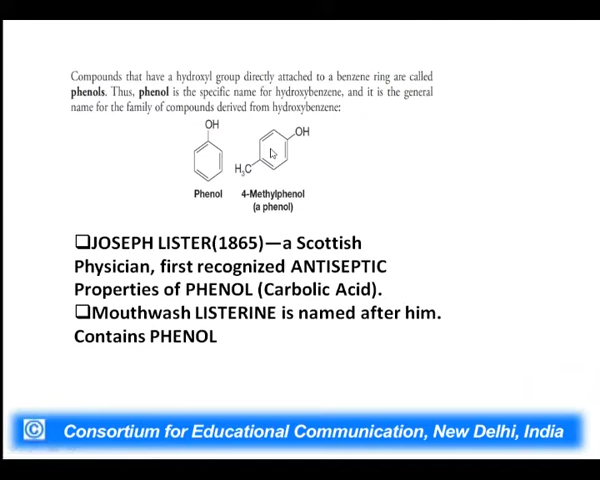 Compounds that have a hydroxyl group directly attached to a benzene ring are called
phenols. Thus, phenol is the specific name for hydroxybenzene, and it is the general
name for the family of compounds derived from hydroxybenzene:
OH
OH
H3C
Phenol 4-Methylphenol
(a phenol)
❑JOSEPH LISTER(1865)—a Scottish
Physician, first recognized ANTISEPTIC
Properties of PHENOL (Carbolic Acid).
❑Mouthwash LISTERINE is named after him.
Contains PHENOL
© Consortium for Educational Communication, New Delhi, India